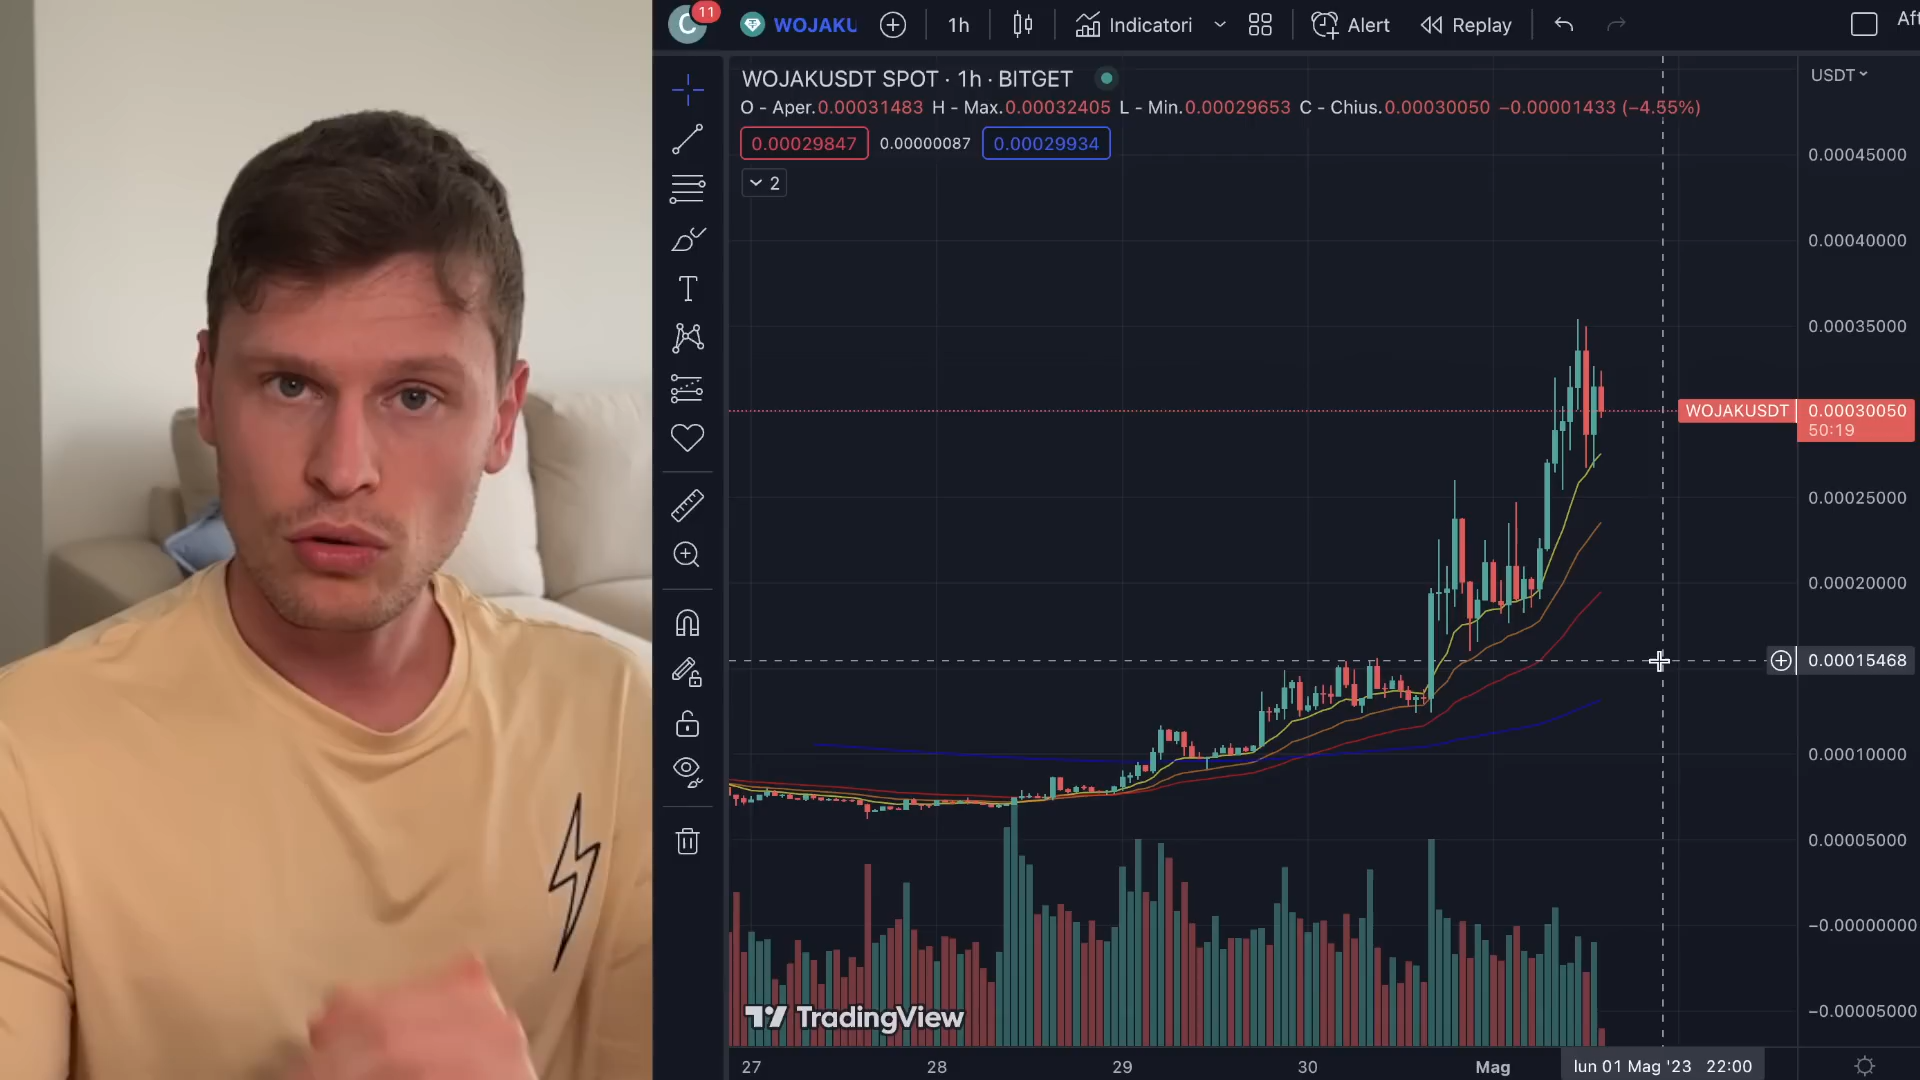 C 11 WOJAKU 1h Indicatori Alert Replay Aft
WOJAKUSDT SPOT · 1h · BITGET
USDT
O - Aper.0.00031483 H - Max.0.00032405 L - Min.0.00029653 C - Chius.0.00030050 −0.00001433 (−4.55%)
0.00029847 0.00000087 0.00029934
2
0.00045000
0.00040000
0.00035000
WOJAKUSDT 0.00030050
50:19
0.00025000
0.00020000
0.00015468
0.00010000
0.00005000
−0.00000000
−0.00005000
TradingView
27 28 29 30 Mag lun 01 Mag '23 22:00